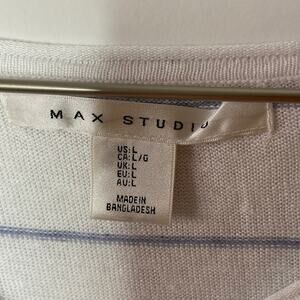 MAX STUDIO
US:L
CA:L/G
UK:L
EU:L
AU:L
MADE IN
BANGLADESH